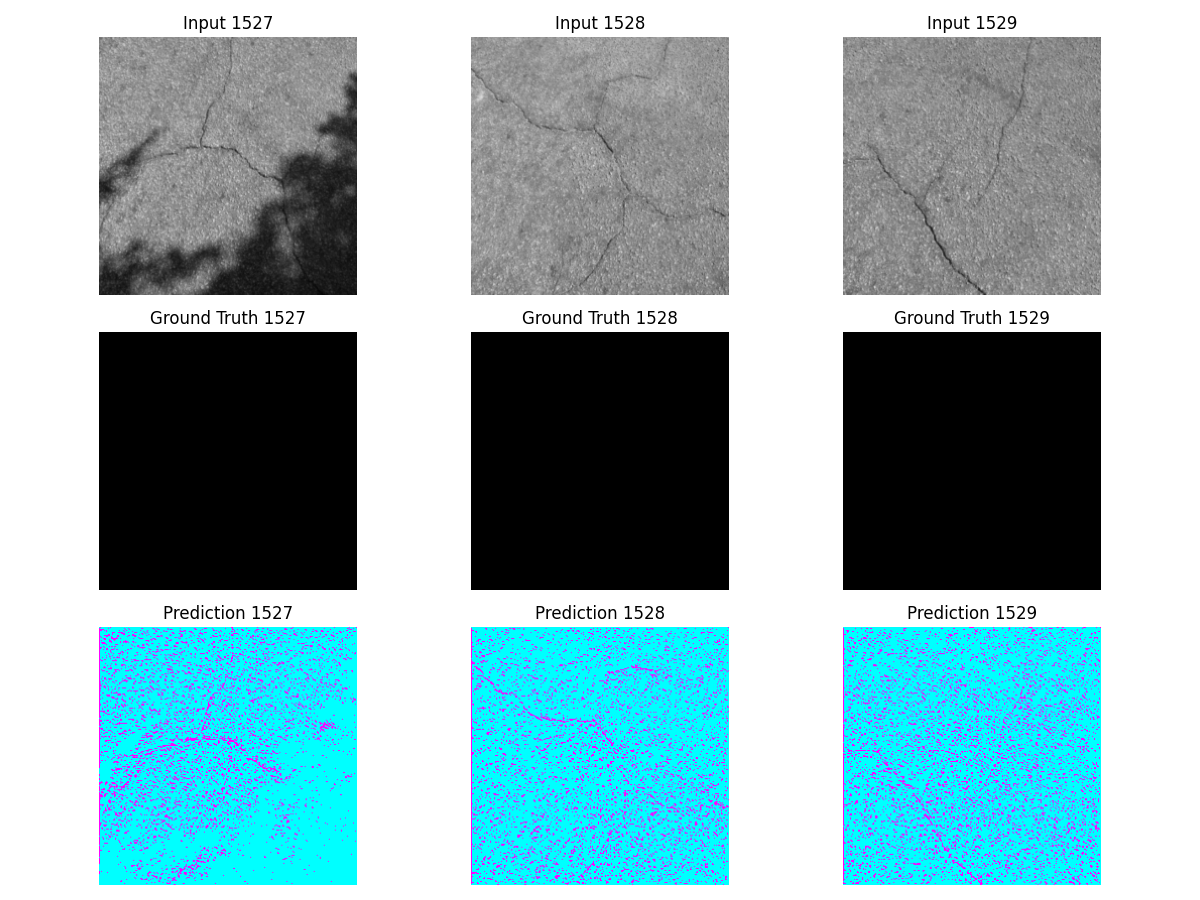 Input 1527
Input 1528
Input 1529
Ground Truth 1527
Ground Truth 1528
Ground Truth 1529
Prediction 1527
Prediction 1528
Prediction 1529